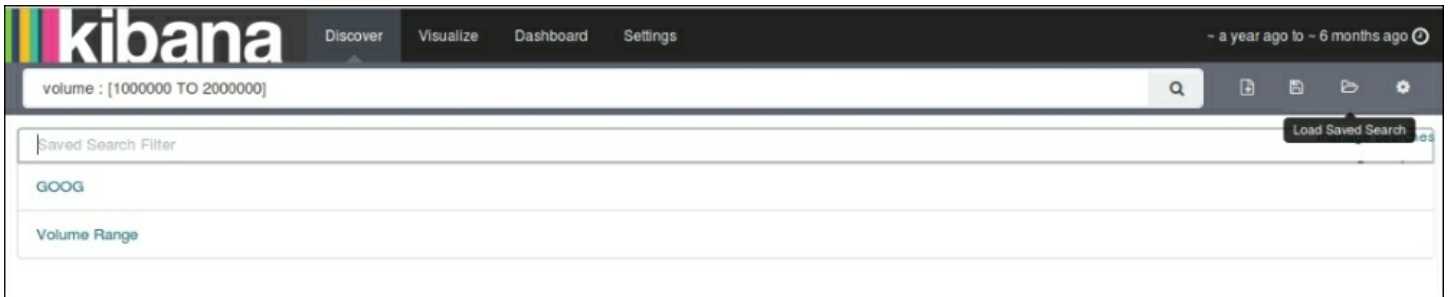 kibana Discover Visualize Dashboard Settings ~ a year ago to ~ 6 months ago
volume : [1000000 TO 2000000]
Load Saved Search
Saved Search Filter
GOOG
Volume Range